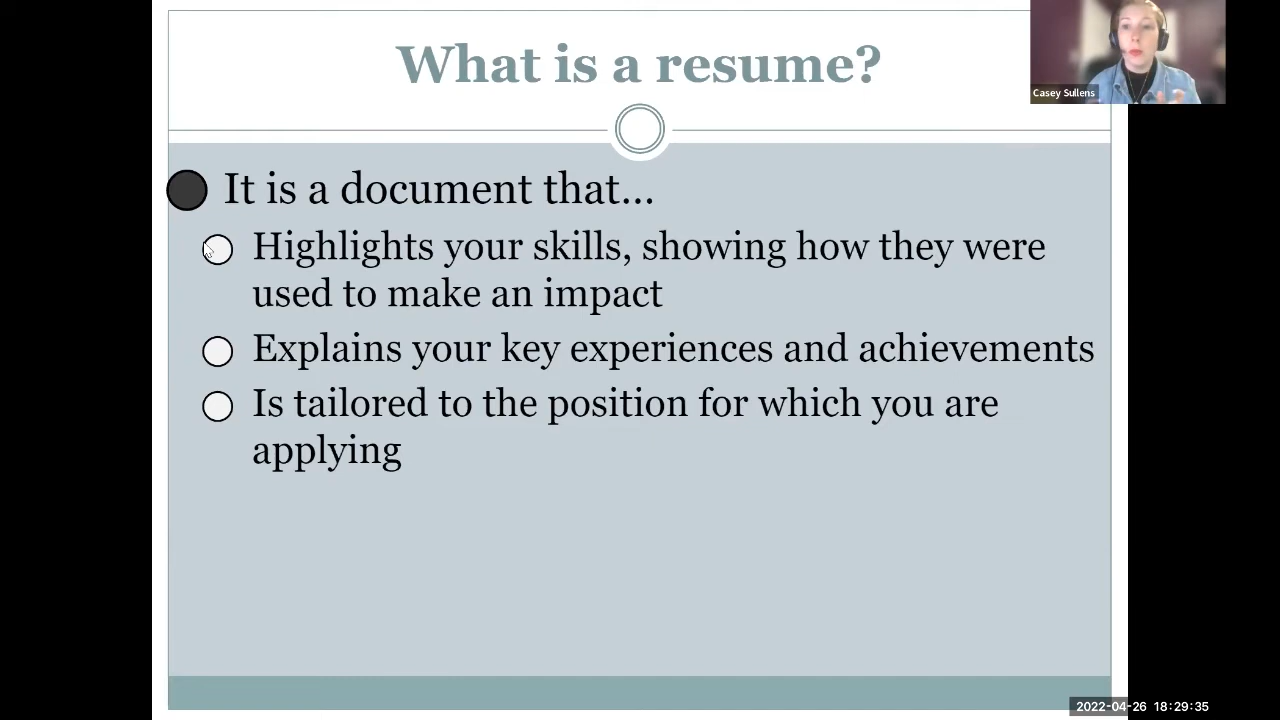 What is a resume?
Casey Sullens
It is a document that...
Highlights your skills, showing how they were
used to make an impact
Explains your key experiences and achievements
Is tailored to the position for which you are
applying
2022-04-26 18:29:35